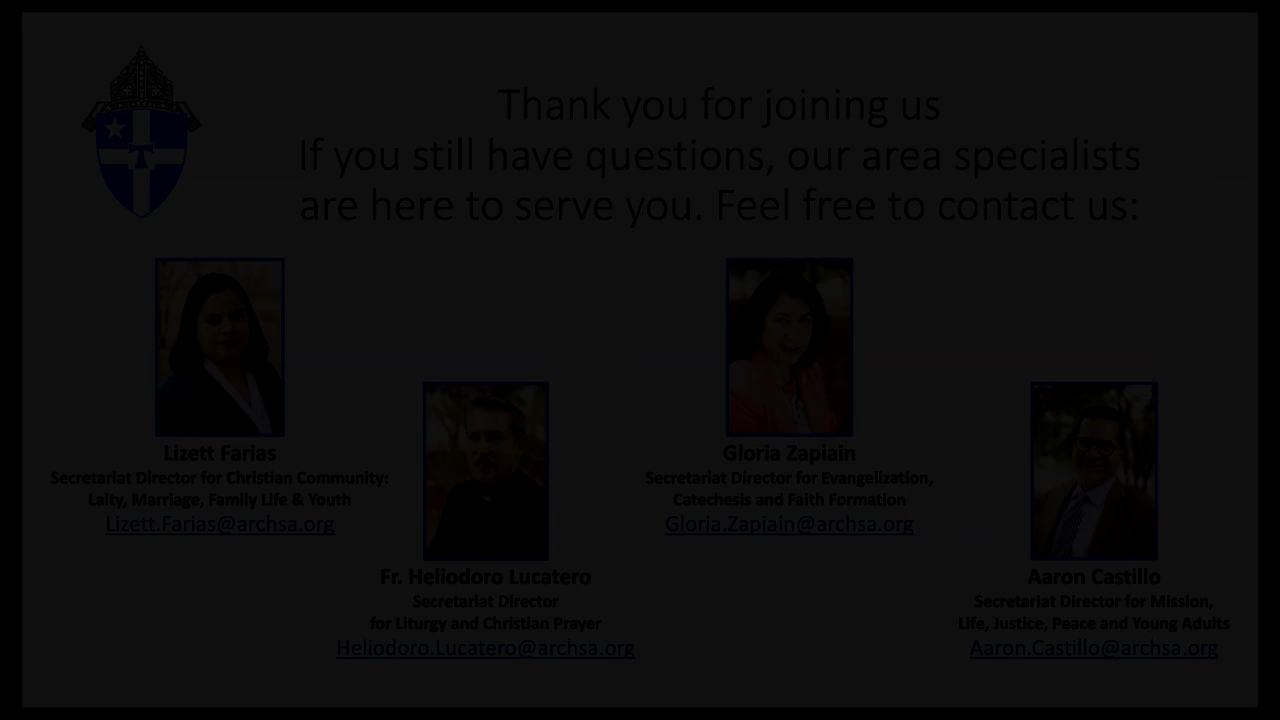 Thank you for joining us
If you still have questions, our area specialists
are here to serve you. Feel free to contact us:
Lizett Farias
Secretariat Director for Christian Community:
Laity, Marriage, Family Life & Youth
Lizett.Farias@archsa.org
Fr. Heliodoro Lucatero
Secretariat Director
for Liturgy and Christian Prayer
Heliodoro.Lucatero@archsa.org
Gloria Zapiain
Secretariat Director for Evangelization,
Catechesis and Faith Formation
Gloria.Zapiain@archsa.org
Aaron Castillo
Secretariat Director for Mission,
Life, Justice, Peace and Young Adults
Aaron.Castillo@archsa.org